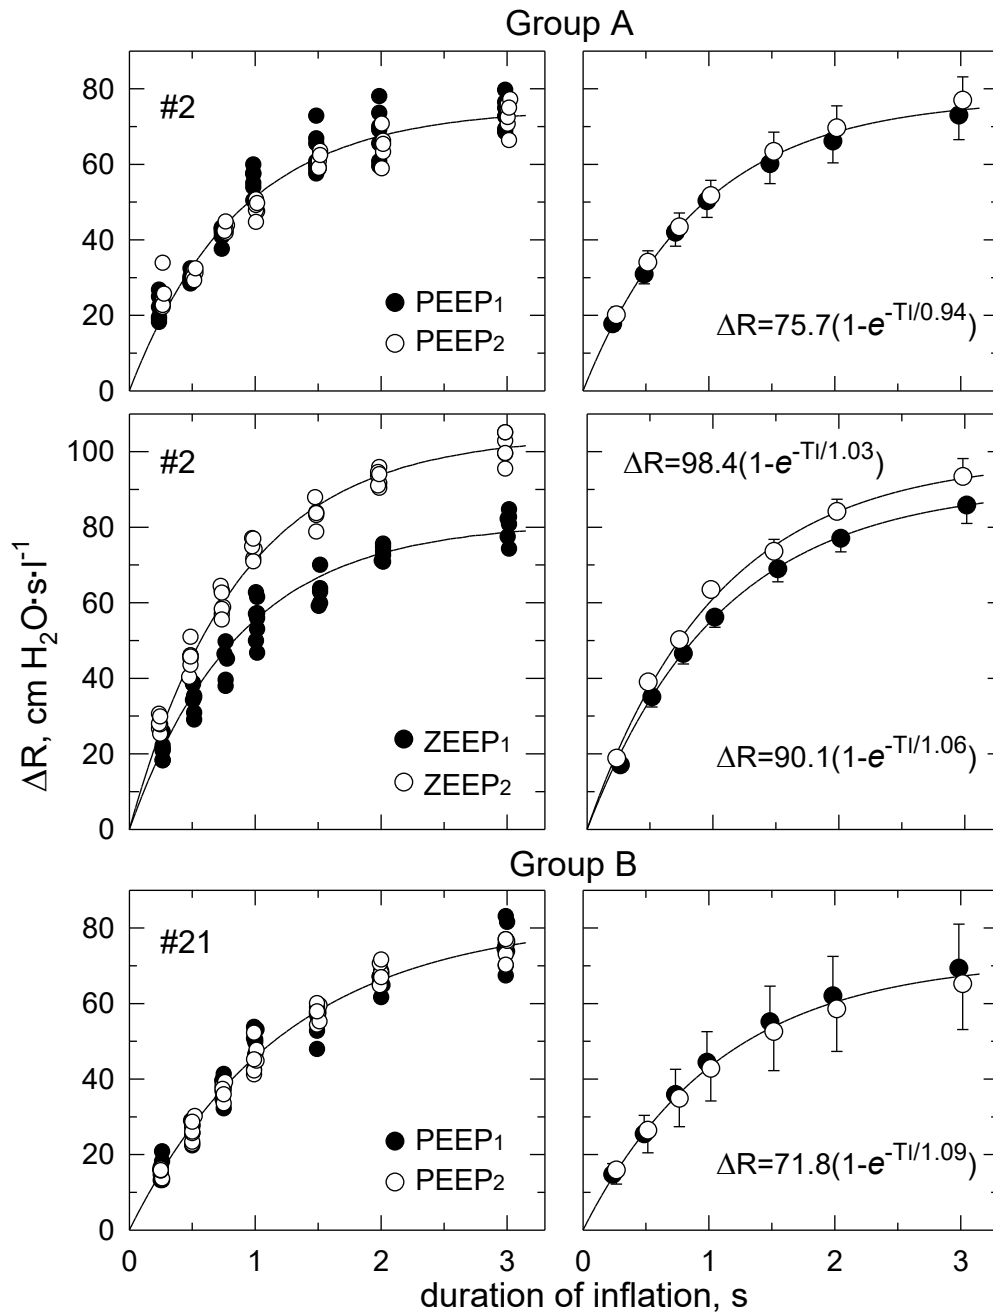 Group A
#2
80
60
40
20
0
PEEP1
PEEP2
ΔR=75.7(1-e-TI/0.94)
#2
100
80
60
40
20
0
ZEEP1
ZEEP2
ΔR=98.4(1-e-TI/1.03)
ΔR=90.1(1-e-TI/1.06)
ΔR, cm H2O·s·l-1
Group B
#21
80
60
40
20
0
PEEP1
PEEP2
ΔR=71.8(1-e-TI/1.09)
0 1 2 3 0 1 2 3
duration of inflation, s